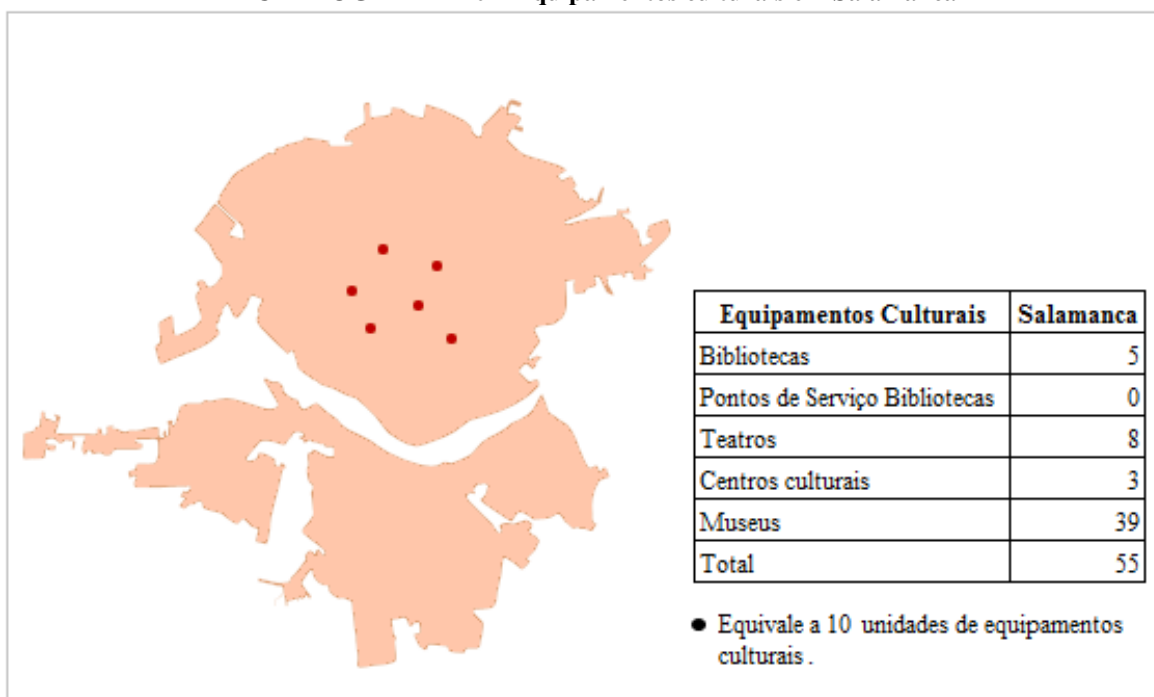 Equipamentos Culturais Salamanca
Bibliotecas 5
Pontos de Serviço Bibliotecas 0
Teatros 8
Centros culturais 3
Museus 39
Total 55
● Equivale a 10 unidades de equipamentos
culturais .